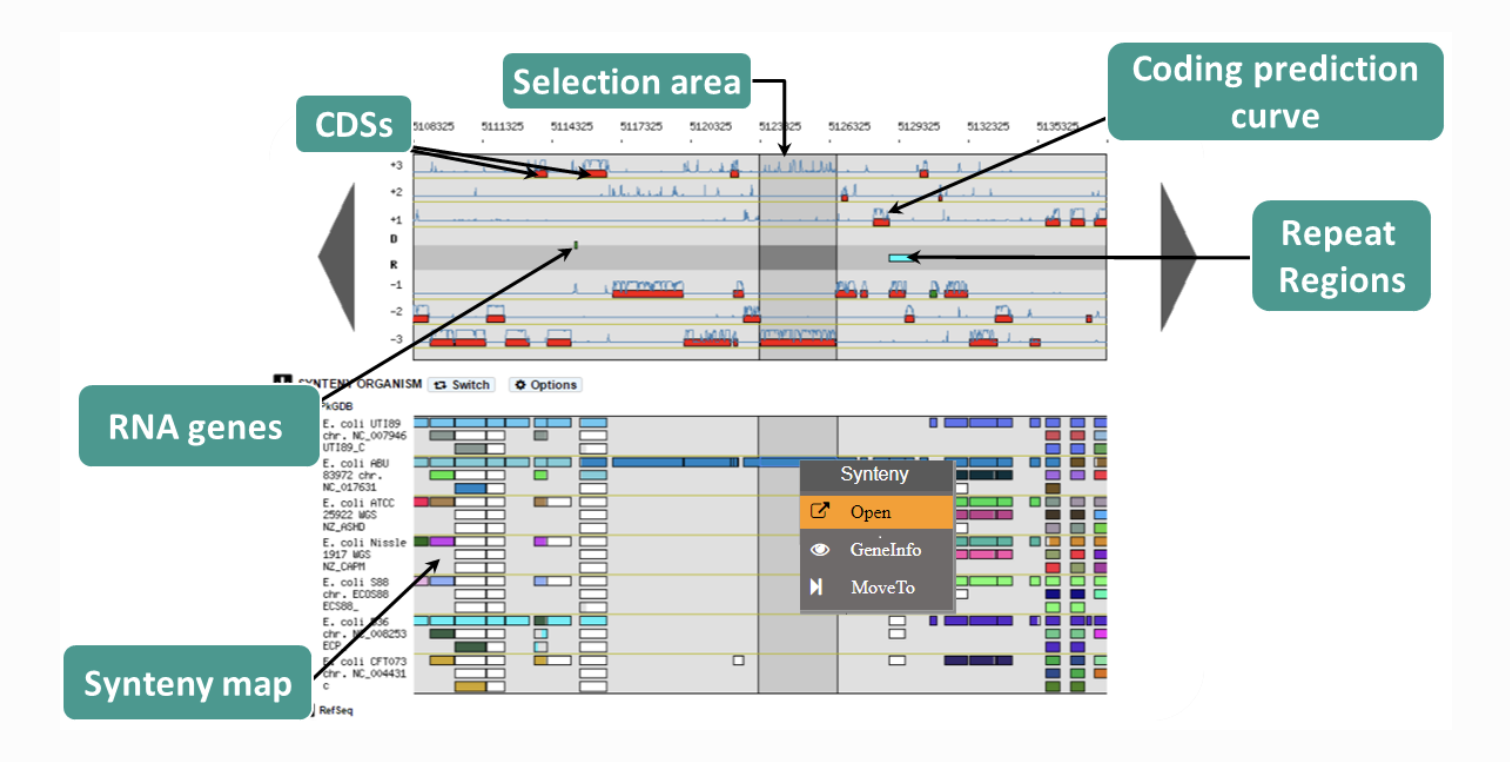 Selection area
Coding prediction
curve
CDSs
5108325 5111325 5114325 5117325 5120325 5123325 5126325 5129325 5132325 5135325
+3
+2
+1
D
R
-1
-2
-3
Repeat
Regions
RNA genes
SYNTENY ORGANISM Switch Options
PkGDB
E. coli UTI89
chr. NC_007946
UTI89_C
E. coli ABU
83972 chr.
NC_017631
E. coli ATCC
25922 WGS
NZ_ASHD
E. coli Nissle
1917 WGS
NZ_CAPM
E. coli S88
chr. ECOS88
ECS88_
E. coli 536
chr. NC_008253
ECP
E. coli CFT073
chr. NC_004431
c
RefSeq
Synteny
Open
GeneInfo
MoveTo
Synteny map